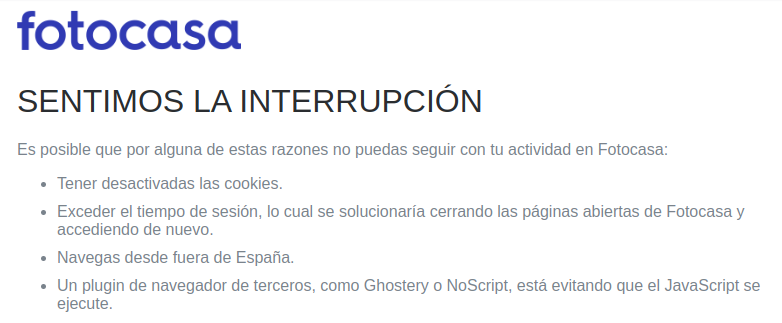 fotocasa
SENTIMOS LA INTERRUPCIÓN
Es posible que por alguna de estas razones no puedas seguir con tu actividad en Fotocasa:
• Tener desactivadas las cookies.
• Exceder el tiempo de sesión, lo cual se solucionaría cerrando las páginas abiertas de Fotocasa y
accediendo de nuevo.
• Navegas desde fuera de España.
• Un plugin de navegador de terceros, como Ghostery o NoScript, está evitando que el JavaScript se
ejecute.